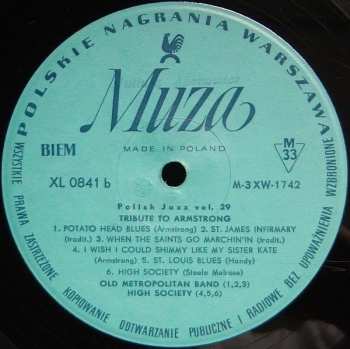 POLSKIE NAGRANIA WARSZAWA
Muza
BIEM
MADE IN POLAND
M
33
XL 0841 b
M-3 XW-1742
Polish Jazz vol. 29
TRIBUTE TO ARMSTRONG
1. POTATO HEAD BLUES (Armstrong) 2. ST. JAMES INFIRMARY
(tradit.) 3. WHEN THE SAINTS GO MARCHIN'IN (tradit.)
4. I WISH I COULD SHIMMY LIKE MY SISTER KATE
(Armstrong) 5. ST. LOUIS BLUES (Handy)
6. HIGH SOCIETY (Steele Melrose)
OLD METROPOLITAN BAND (1,2,3)
HIGH SOCIETY (4,5,6)
WSZYSTKIE PRAWA ZASTRZEŻONE KOPIOWANIE ODTWARZANIE PUBLICZNE I RADIOWE BEZ UPOWAŻNIENIA WZBRONIONE